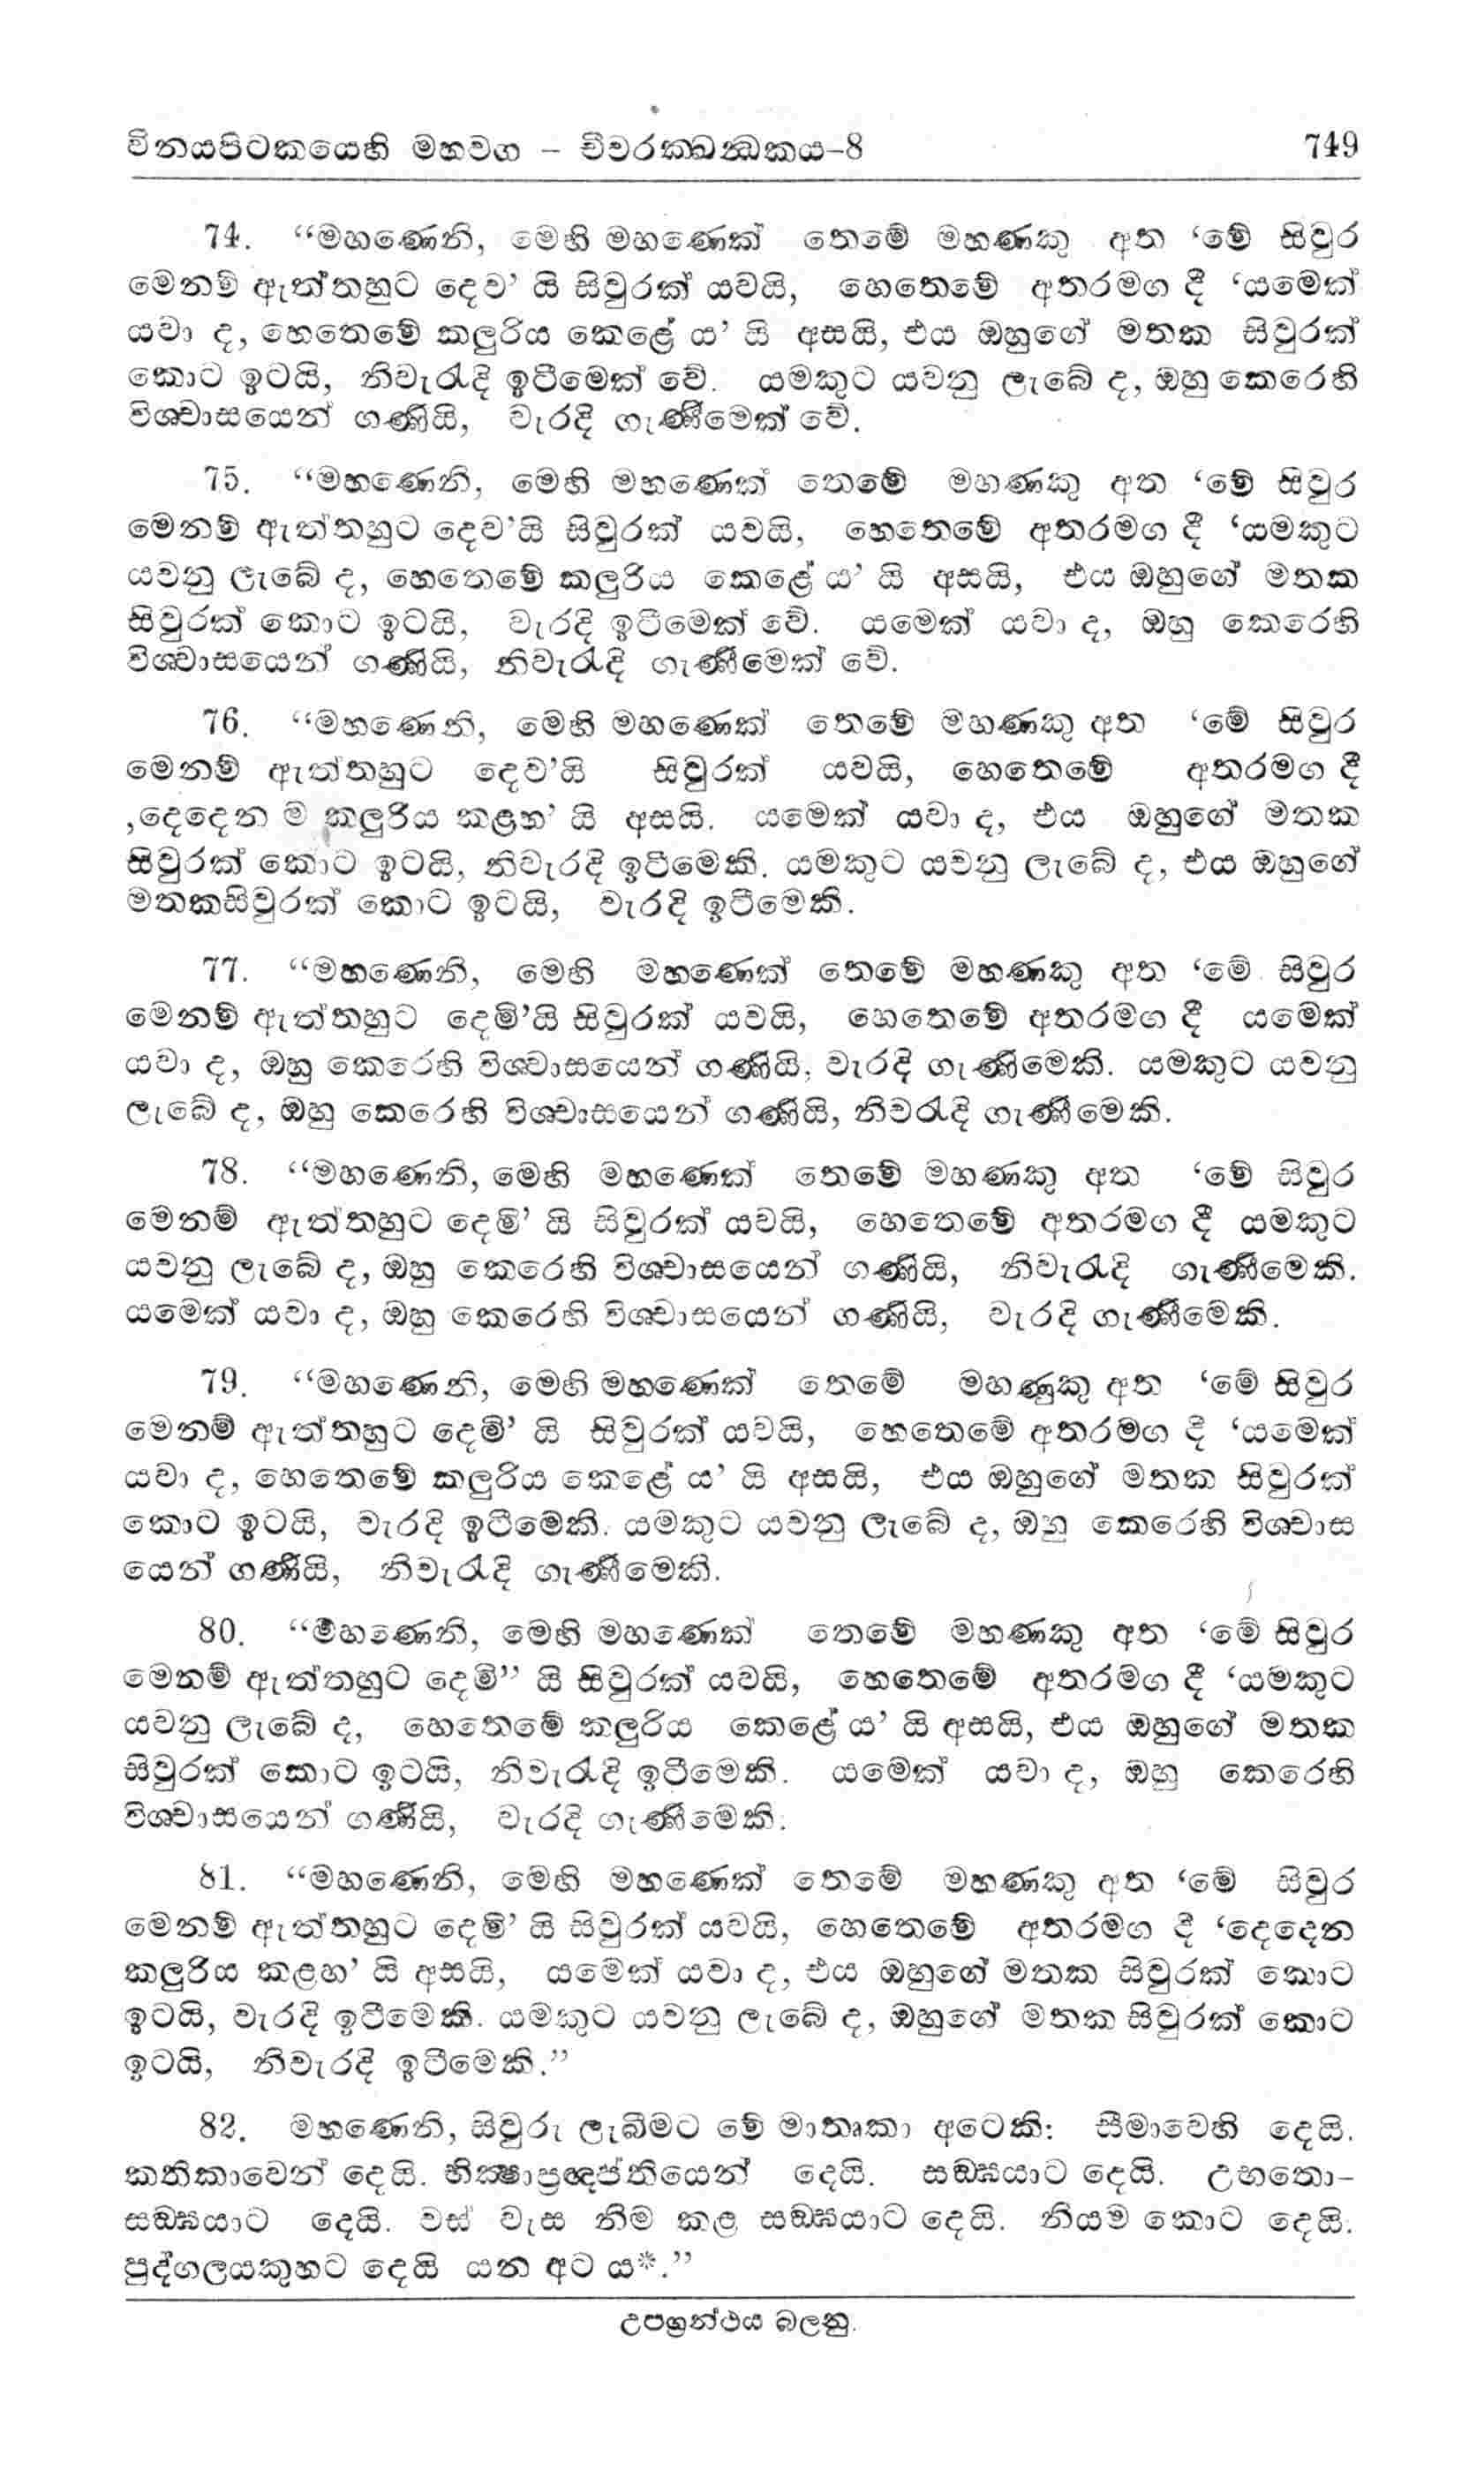 විනයපිටකයෙහි මහවග – චීවරක්ඛන්ධකය–8 749
74. “මහණෙනි, මෙහි මහණෙක් තෙමේ මහණකු අත ‘මේ සිවුර
මෙනම් ඇත්තහුට දෙව’ යි සිවුරක් යවයි, හෙතෙමේ අතරමග දී ‘යමෙක්
යවා ද, හෙතෙමේ කලුරිය කෙළේ ය’ යි අසයි, එය ඔහුගේ මතක සිවුරක්
කොට ඉටයි, නිවැරැදි ඉටීමෙක් වේ. යමකුට යවනු ලැබේ ද, ඔහු කෙරෙහි
විශ්වාසයෙන් ගණියි, වැරදි ගැණීමෙක් වේ.
75. “මහණෙනි, මෙහි මහණෙක් තෙමේ මහණකු අත ‘මේ සිවුර
මෙනම් ඇත්තහුට දෙව’යි සිවුරක් යවයි, හෙතෙමේ අතරමග දී ‘යමකුට
යවනු ලැබේ ද, හෙතෙමේ කලුරිය කෙළේ ය’ යි අසයි, එය ඔහුගේ මතක
සිවුරක් කොට ඉටයි, වැරදි ඉටීමෙක් වේ. යමෙක් යවා ද, ඔහු කෙරෙහි
විශ්වාසයෙන් ගණියි, නිවැරැදි ගැණීමෙක් වේ.
76. “මහණෙනි, මෙහි මහණෙක් තෙමේ මහණකු අත ‘මේ සිවුර
මෙනම් ඇත්තහුට දෙව’යි සිවුරක් යවයි, හෙතෙමේ අතරමග දී
,දෙදෙන ම කලුරිය කළහ’ යි අසයි. යමෙක් යවා ද, එය ඔහුගේ මතක
සිවුරක් කොට ඉටයි, නිවැරදි ඉටීමෙකි. යමකුට යවනු ලැබේ ද, එය ඔහුගේ
මතකසිවුරක් කොට ඉටයි, වැරදි ඉටීමෙකි.
77. “මහණෙනි, මෙහි මහණෙක් තෙමේ මහණකු අත ‘මේ සිවුර
මෙනම් ඇත්තහුට දෙමි’යි සිවුරක් යවයි, හෙතෙමේ අතරමග දී යමෙක්
යවා ද, ඔහු කෙරෙහි විශ්වාසයෙන් ගණියි, වැරදි ගැණීමෙකි. යමකුට යවනු
ලැබේ ද, ඔහු කෙරෙහි විශ්වාසයෙන් ගණියි, නිවරැදි ගැණීමෙකි.
78. “මහණෙනි, මෙහි මහණෙක් තෙමේ මහණකු අත ‘මේ සිවුර
මෙනම් ඇත්තහුට දෙමි’ යි සිවුරක් යවයි, හෙතෙමේ අතරමග දී යමකුට
යවනු ලැබේ ද, ඔහු කෙරෙහි විශ්වාසයෙන් ගණියි, නිවැරැදි ගැණීමෙකි.
යමෙක් යවා ද, ඔහු කෙරෙහි විශ්වාසයෙන් ගණියි, වැරදි ගැණීමෙකි.
79. “මහණෙනි, මෙහි මහණෙක් තෙමේ මහණුකු අත ‘මේ සිවුර
මෙනම් ඇත්තහුට දෙමි’ යි සිවුරක් යවයි, හෙතෙමේ අතරමග දී ‘යමෙක්
යවා ද, හෙතෙමේ කලුරිය කෙළේ ය’ යි අසයි, එය ඔහුගේ මතක සිවුරක්
කොට ඉටයි, වැරදි ඉටීමෙකි. යමකුට යවනු ලැබේ ද, ඔහු කෙරෙහි විශ්වාස
යෙන් ගණියි, නිවැරැදි ගැණීමෙකි.
80. “මහණෙනි, මෙහි මහණෙක් තෙමේ මහණකු අත ‘මේ සිවුර
මෙනම් ඇත්තහුට දෙමි” යි සිවුරක් යවයි, හෙතෙමේ අතරමග දී ‘යමකුට
යවනු ලැබේ ද, හෙතෙමේ කලුරිය කෙළේ ය’ යි අසයි, එය ඔහුගේ මතක
සිවුරක් කොට ඉටයි, නිවැරැදි ඉටීමෙකි. යමෙක් යවා ද, ඔහු කෙරෙහි
විශ්වාසයෙන් ගණියි, වැරදි ගැණීමෙකි.
81. “මහණෙනි, මෙහි මහණෙක් තෙමේ මහණකු අත ‘මේ සිවුර
මෙනම් ඇත්තහුට දෙමි’ යි සිවුරක් යවයි, හෙතෙමේ අතරමග දී ‘දෙදෙන
කලුරිය කළහ’ යි අසයි, යමෙක් යවා ද, එය ඔහුගේ මතක සිවුරක් කොට
ඉටයි, වැරදි ඉටීමෙකි. යමකුට යවනු ලැබේ ද, ඔහුගේ මතක සිවුරක් කොට
ඉටයි, නිවැරදි ඉටීමෙකි.”
82. මහණෙනි, සිවුරු ලැබීමට මේ මාතෘකා අටෙකි: සීමාවෙහි දෙයි.
කතිකාවෙන් දෙයි. භික්ෂාප්‍රඥප්තියෙන් දෙයි. සඞ්ඝයාට දෙයි. උභතො–
සඞ්ඝයාට දෙයි. වස් වැස නිම කළ සඞ්ඝයාට දෙයි. නියම කොට දෙයි.
පුද්ගලයකුහට දෙයි යන අට ය*.”
උපග්‍රන්ථය බලනු.